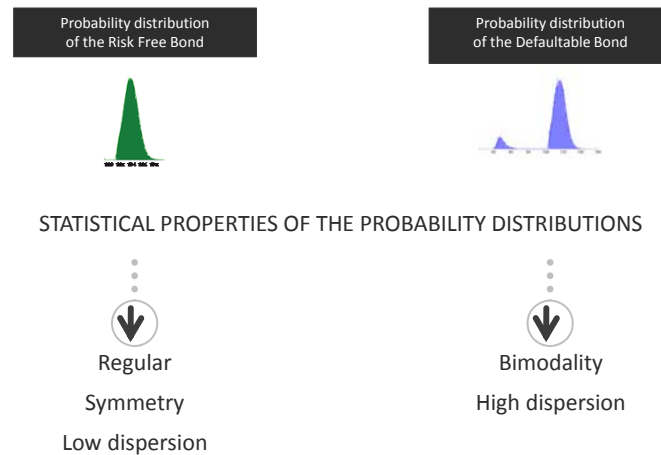 Probability distribution
of the Risk Free Bond
Probability distribution
of the Defaultable Bond
STATISTICAL PROPERTIES OF THE PROBABILITY DISTRIBUTIONS
Regular
Symmetry
Low dispersion
Bimodality
High dispersion